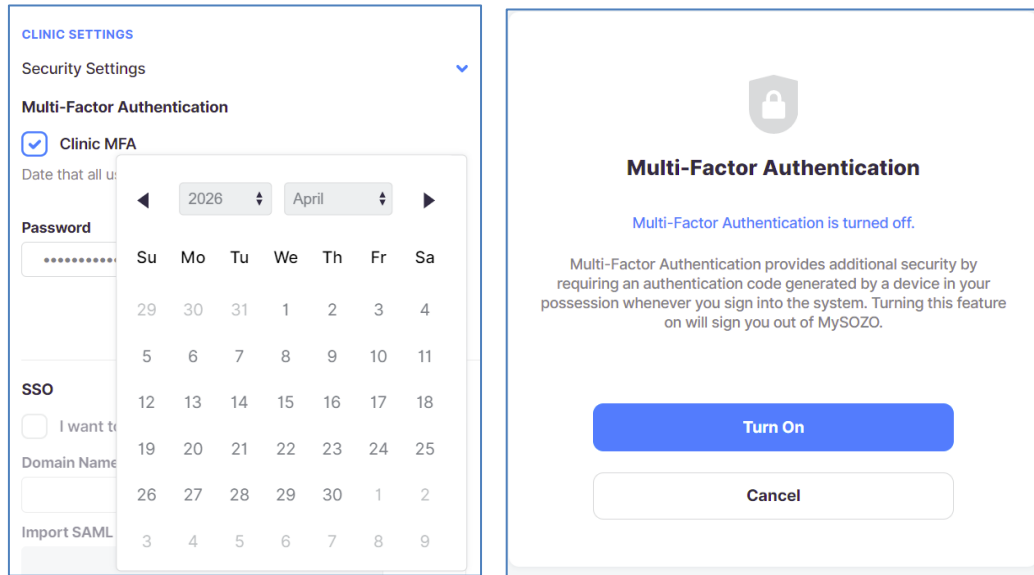 CLINIC SETTINGS
Security Settings
Multi-Factor Authentication
Clinic MFA
Date that all
2026 April
Password
Su Mo Tu We Th Fr Sa
29 30 31 1 2 3 4
5 6 7 8 9 10 11
12 13 14 15 16 17 18
SSO
I want
19 20 21 22 23 24 25
Domain Name
26 27 28 29 30 1 2
Import SAML
3 4 5 6 7 8 9
Multi-Factor Authentication
Multi-Factor Authentication is turned off.
Multi-Factor Authentication provides additional security by
requiring an authentication code generated by a device in your
possession whenever you sign into the system. Turning this feature
on will sign you out of MySOZO.
Turn On
Cancel